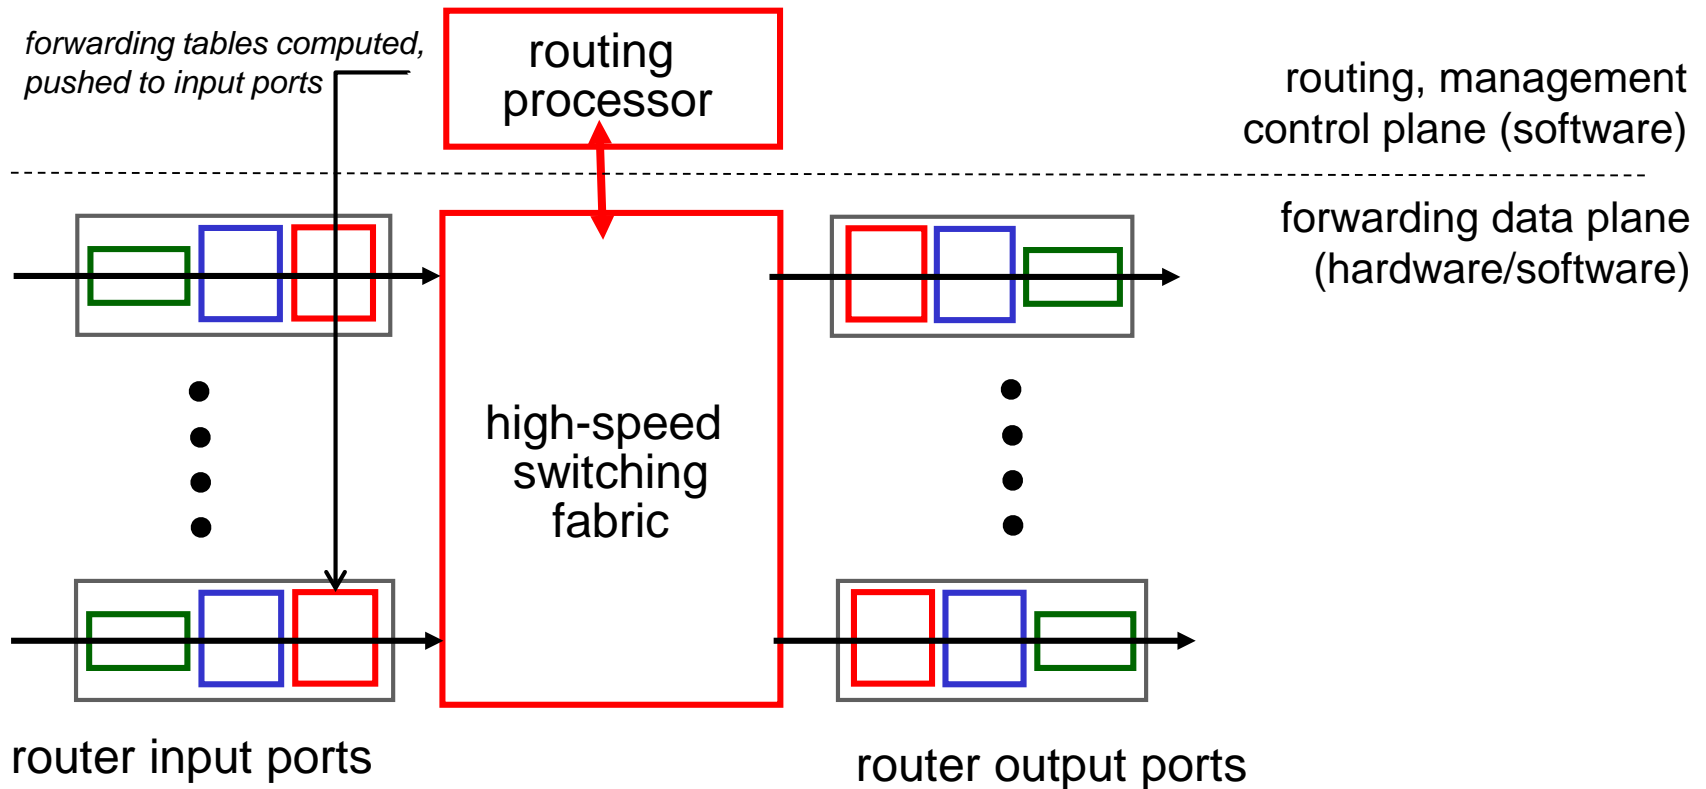 forwarding tables computed,
pushed to input ports
routing
processor
routing, management
control plane (software)
forwarding data plane
(hardware/software)
high-speed
switching
fabric
router input ports
router output ports